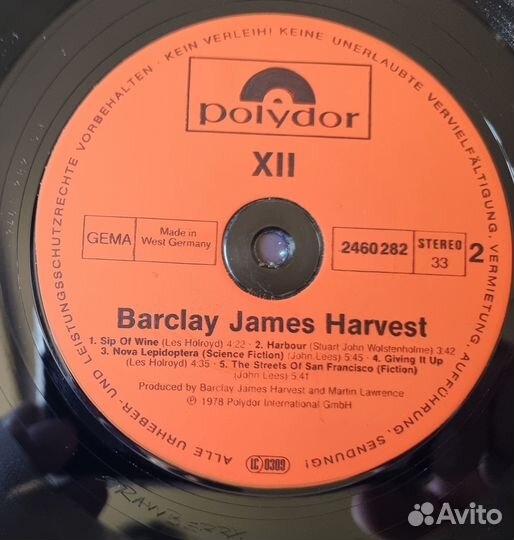 ALLE URHEBER- UND LEISTUNGSSCHUTZRECHTE VORBEHALTEN · KEIN VERLEIH! KEINE UNERLAUBTE VERVIELFÄLTIGUNG, VERMIETUNG, AUFFÜHRUNG, SENDUNG!
polydor
XII
GEMA Made in West Germany
2460 282 STEREO 33 2
Barclay James Harvest
1. Sip Of Wine (Les Holroyd) 4:22 · 2. Harbour (Stuart John Wolstenholme) 3:42
3. Nova Lepidoptera (Science Fiction) (John Lees) 5:45 · 4. Giving It Up
(Les Holroyd) 4:35 · 5. The Streets Of San Francisco (Fiction)
(John Lees) 5:41
Produced by Barclay James Harvest and Martin Lawrence
℗ 1978 Polydor International GmbH
LC 0309
Avito